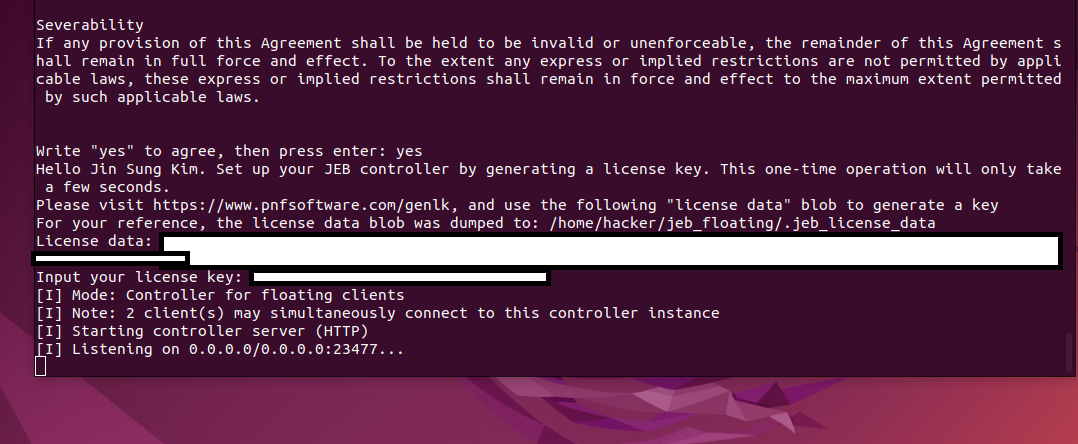 Severability
If any provision of this Agreement shall be held to be invalid or unenforceable, the remainder of this Agreement s
hall remain in full force and effect. To the extent any express or implied restrictions are not permitted by appli
cable laws, these express or implied restrictions shall remain in force and effect to the maximum extent permitted
 by such applicable laws.
Write "yes" to agree, then press enter: yes
Hello Jin Sung Kim. Set up your JEB controller by generating a license key. This one-time operation will only take
 a few seconds.
Please visit https://www.pnfsoftware.com/genlk, and use the following "license data" blob to generate a key
For your reference, the license data blob was dumped to: /home/hacker/jeb_floating/.jeb_license_data
License data:
Input your license key:
[I] Mode: Controller for floating clients
[I] Note: 2 client(s) may simultaneously connect to this controller instance
[I] Starting controller server (HTTP)
[I] Listening on 0.0.0.0/0.0.0.0:23477...